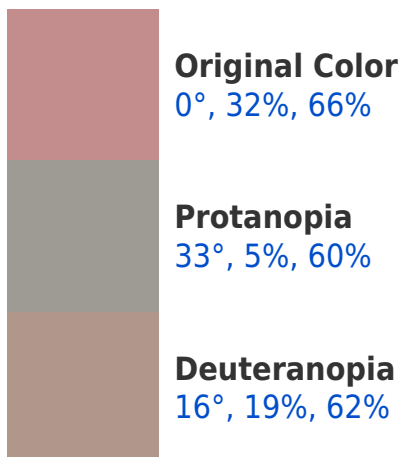 Original Color
0°, 32%, 66%
Protanopia
33°, 5%, 60%
Deuteranopia
16°, 19%, 62%